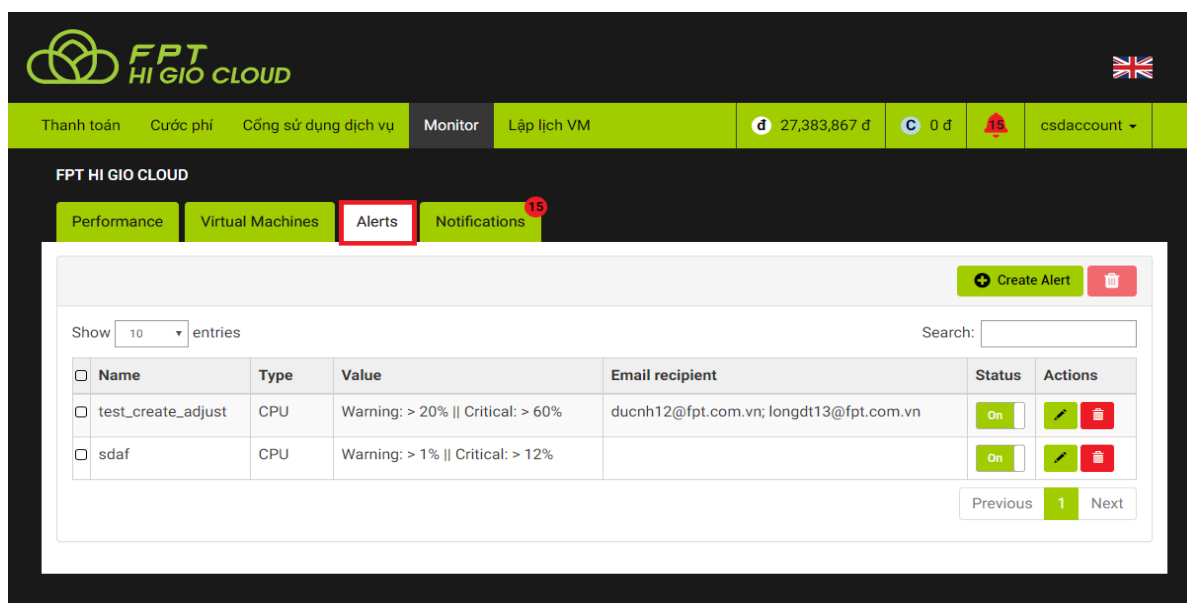 FPT
HI GIO CLOUD
Thanh toán Cước phí Cổng sử dụng dịch vụ Monitor Lập lịch VM đ 27,383,867 đ C 0 đ 15 csdaccount
FPT HI GIO CLOUD
Performance Virtual Machines Alerts Notifications 15
Create Alert
Show 10 entries Search:
Name Type Value Email recipient Status Actions
test_create_adjust CPU Warning: > 20% || Critical: > 60% ducnh12@fpt.com.vn; longdt13@fpt.com.vn On
sdaf CPU Warning: > 1% || Critical: > 12% On
Previous 1 Next